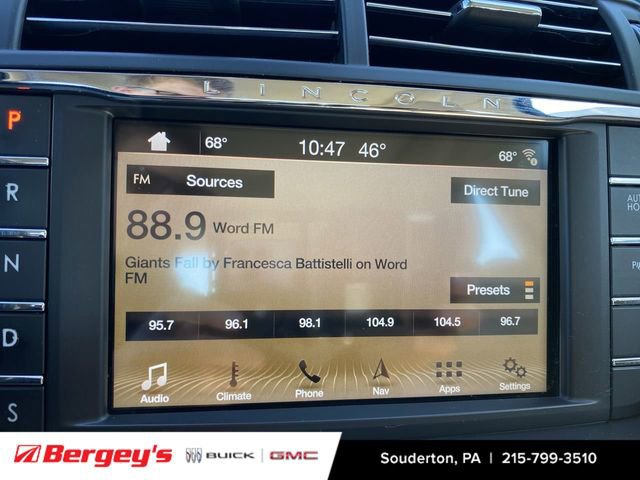 LINCOLN
P
R
N
D
S
68°
10:47 46°
68°
FM Sources
Direct Tune
88.9 Word FM
Giants Fall by Francesca Battistelli on Word
FM
Presets
95.7 96.1 98.1 104.9 104.5 96.7
Audio Climate Phone Nav Apps Settings
Bergey's BUICK GMC
Souderton, PA | 215-799-3510